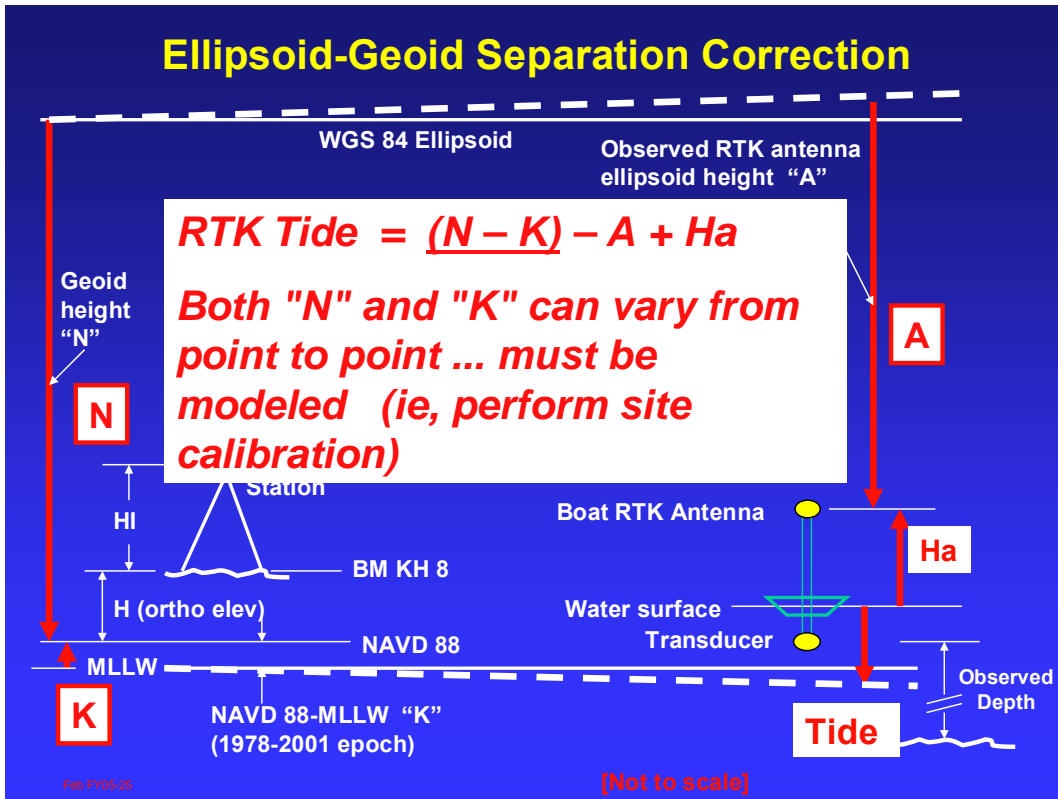 Ellipsoid-Geoid Separation Correction
WGS 84 Ellipsoid
Observed RTK antenna
ellipsoid height "A"
RTK Tide = (N – K) – A + Ha
Both "N" and "K" can vary from
point to point ... must be
modeled (ie, perform site
calibration)
Geoid
height
“N”
N
A
Station
HI
BM KH 8
H (ortho elev)
NAVD 88
MLLW
K
NAVD 88-MLLW “K”
(1978-2001 epoch)
Boat RTK Antenna
Ha
Water surface
Transducer
Observed
Depth
Tide
[Not to scale]